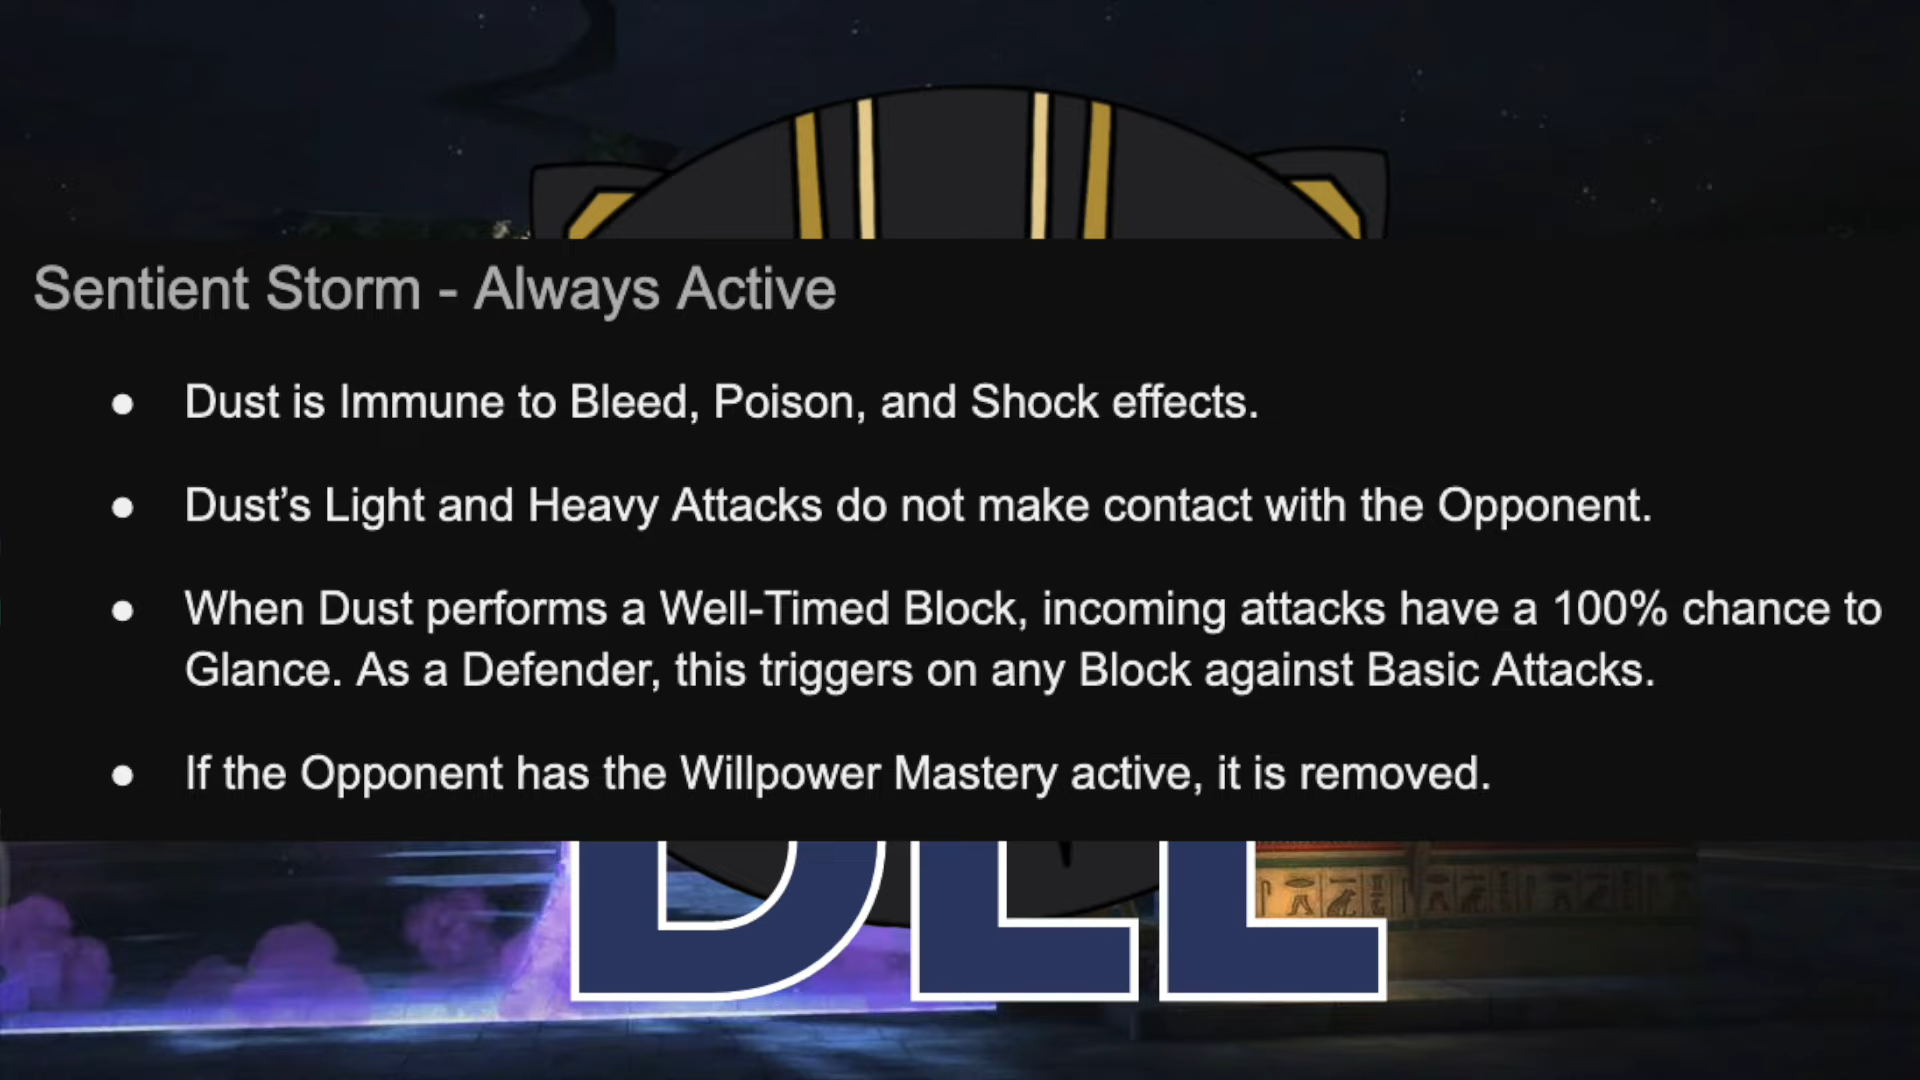 Sentient Storm - Always Active
● Dust is Immune to Bleed, Poison, and Shock effects.
● Dust’s Light and Heavy Attacks do not make contact with the Opponent.
● When Dust performs a Well-Timed Block, incoming attacks have a 100% chance to
Glance. As a Defender, this triggers on any Block against Basic Attacks.
● If the Opponent has the Willpower Mastery active, it is removed.
DLL